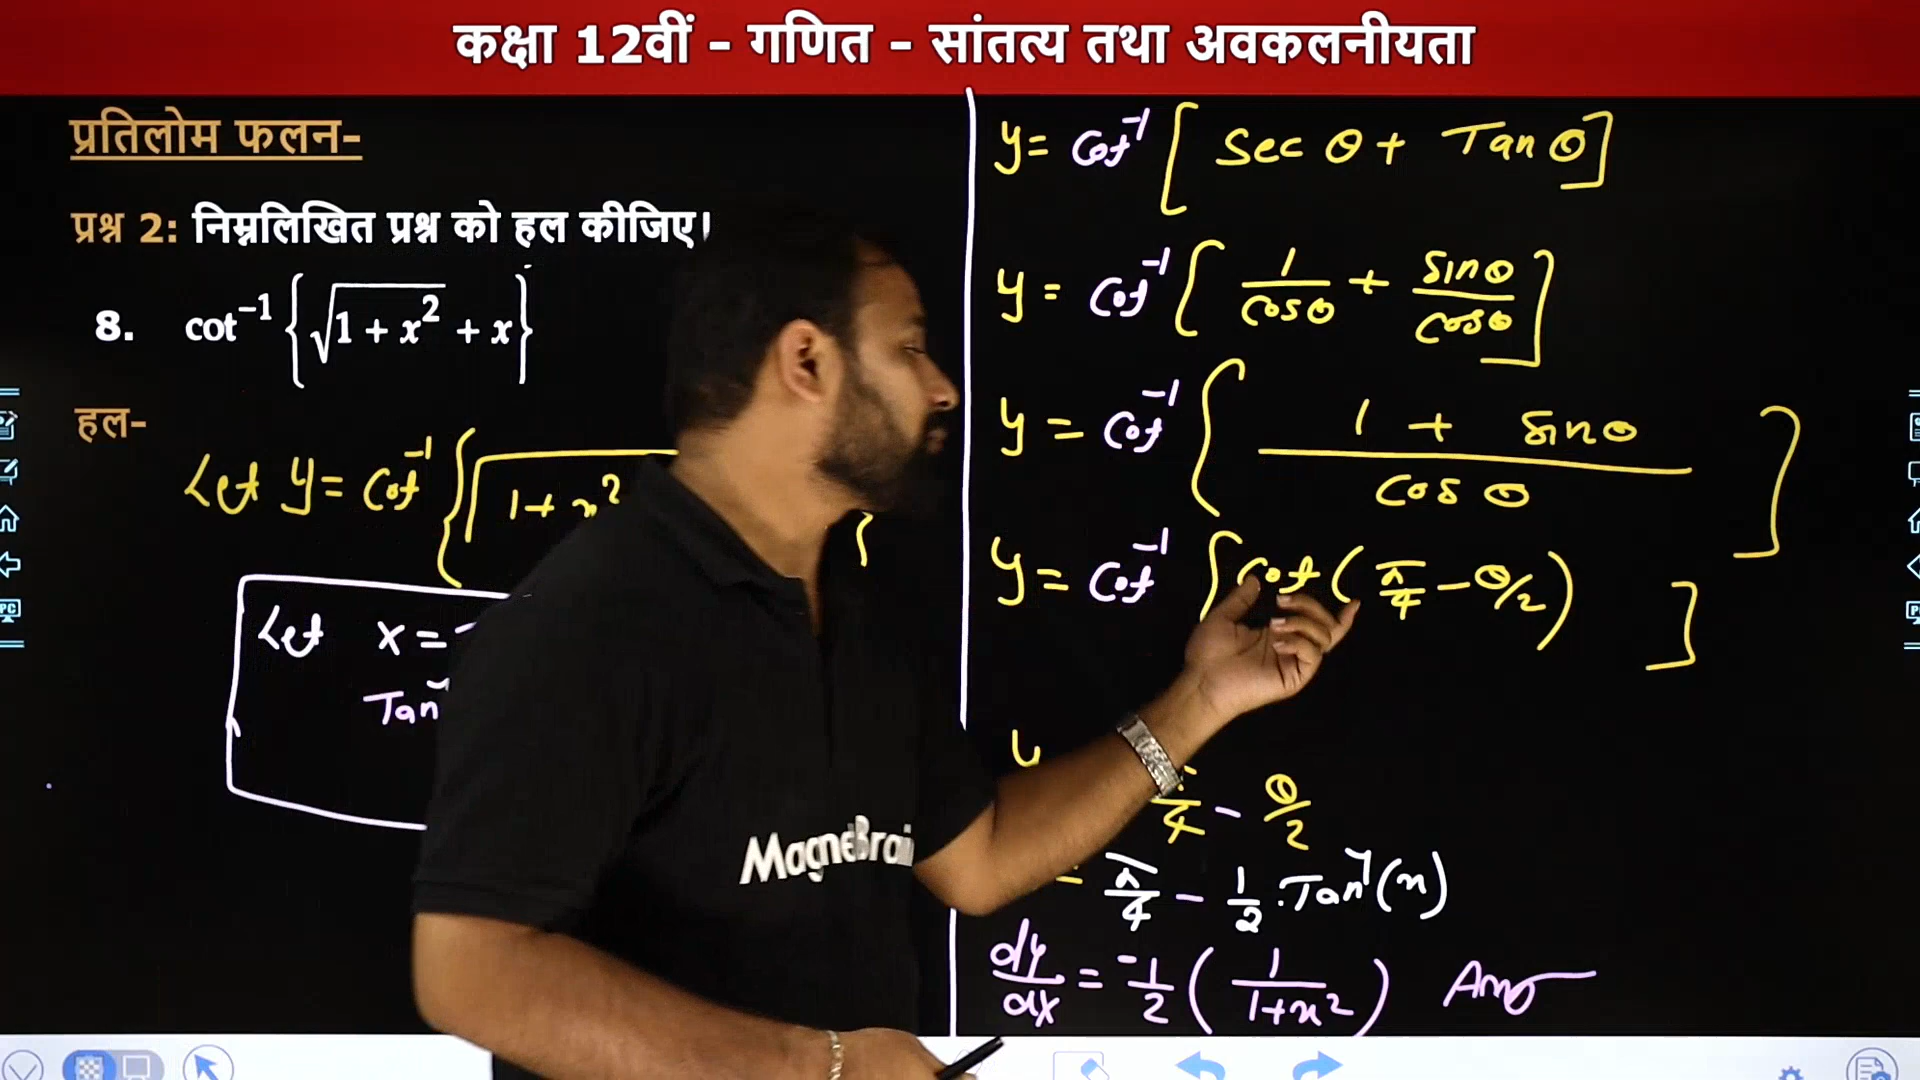 कक्षा 12वीं - गणित - सांतत्य तथा अवकलनीयता
प्रतिलोम फलन-
प्रश्न 2: निम्नलिखित प्रश्न को हल कीजिए।
8. cot⁻¹ {√(1 + x²) + x}
हल-
Let y = Cot⁻¹ {√1 + x² }
Let x =
Tan⁻
y = Cot⁻¹ [ Sec θ + Tan θ ]
y = Cot⁻¹ [ 1/Cosθ + Sinθ/Cosθ ]
y = Cot⁻¹ [ (1 + Sinθ)/Cos θ ]
y = Cot⁻¹ [ Cot ( π/4 − θ/2 ) ]
π/4 - θ/2
= π/4 - 1/2 . Tan⁻¹(x)
dy/dx = -1/2 ( 1/1+x² ) Ans
MagnetBrain